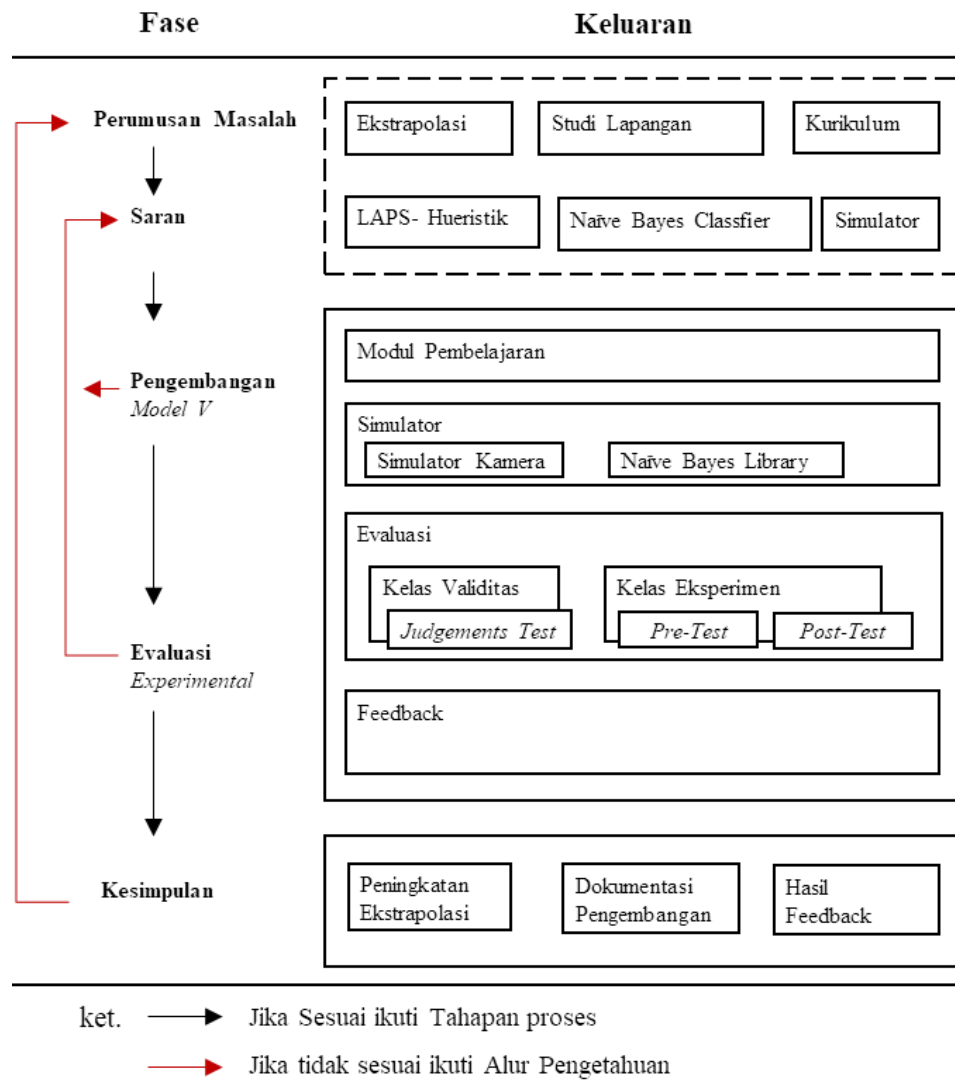 Fase
Keluaran
Perumusan Masalah
Ekstrapolasi
Studi Lapangan
Kurikulum
Saran
LAPS- Hueristik
Naïve Bayes Classfier
Simulator
Pengembangan
Model V
Modul Pembelajaran
Simulator
Simulator Kamera
Naïve Bayes Library
Evaluasi
Kelas Validitas
Judgements Test
Kelas Eksperimen
Pre-Test
Post-Test
Evaluasi
Experimental
Feedback
Kesimpulan
Peningkatan
Ekstrapolasi
Dokumentasi
Pengembangan
Hasil
Feedback
ket.
Jika Sesuai ikuti Tahapan proses
Jika tidak sesuai ikuti Alur Pengetahuan